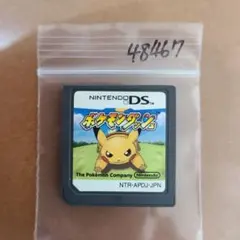 48467
NINTENDO DS
ポケモンダッシュ
The Pokémon Company
Nintendo
NTR-APDJ-JPN